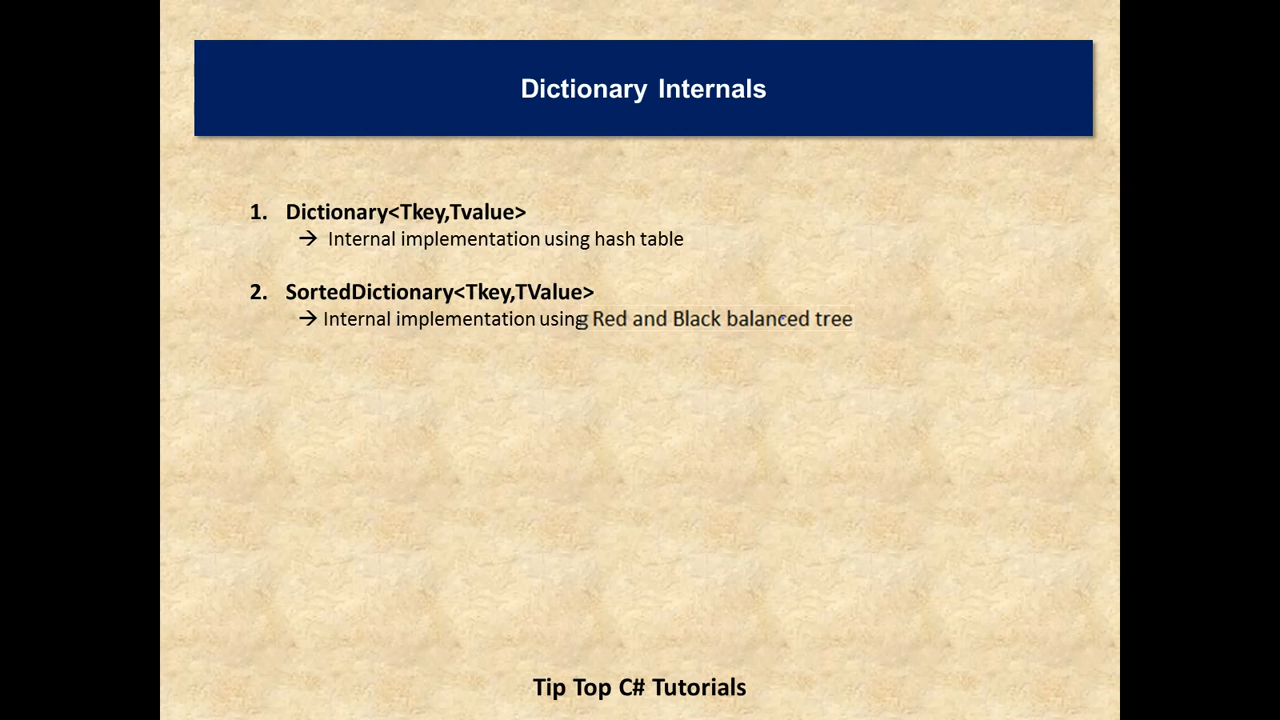 Dictionary Internals
1. Dictionary<Tkey,Tvalue>
→ Internal implementation using hash table
2. SortedDictionary<Tkey,TValue>
→ Internal implementation using Red and Black balanced tree
Tip Top C# Tutorials